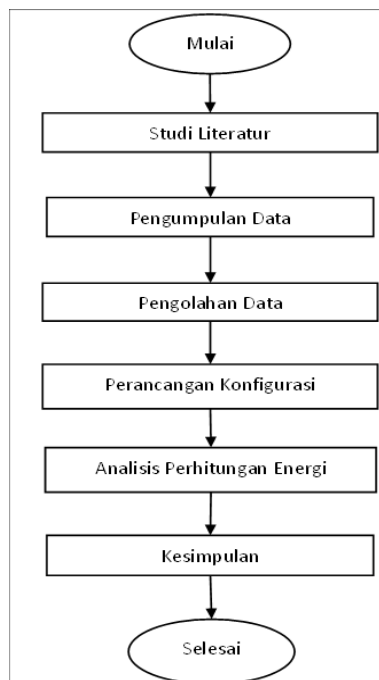 Mulai
Studi Literatur
Pengumpulan Data
Pengolahan Data
Perancangan Konfigurasi
Analisis Perhitungan Energi
Kesimpulan
Selesai